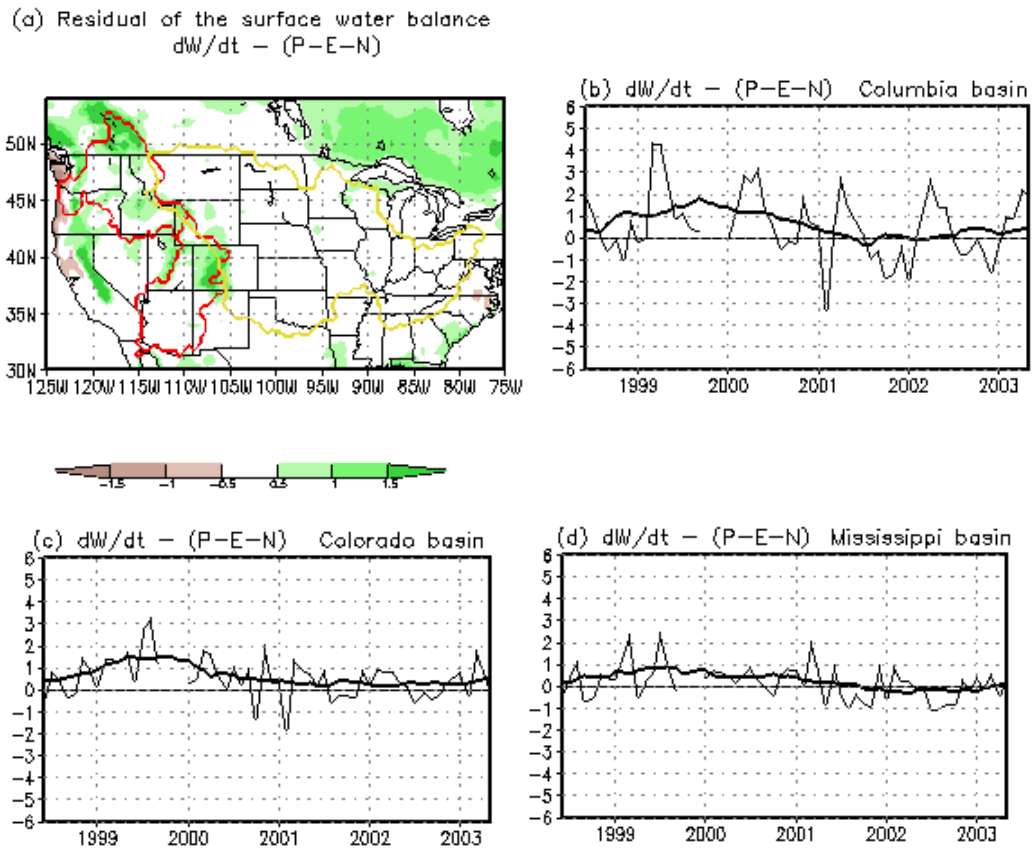 (a) Residual of the surface water balance
dW/dt − (P−E−N)
50N
45N
40N
35N
30N
125W 120W 115W 110W 105W 100W 95W 90W 85W 80W 75W
−1.5 −1 −0.5 0.5 1 1.5
(b) dW/dt − (P−E−N) Columbia basin
6
5
4
3
2
1
0
−1
−2
−3
−4
−5
−6
1999 2000 2001 2002 2003
(c) dW/dt − (P−E−N) Colorado basin
6
5
4
3
2
1
0
−1
−2
−3
−4
−5
−6
1999 2000 2001 2002 2003
(d) dW/dt − (P−E−N) Mississippi basin
6
5
4
3
2
1
0
−1
−2
−3
−4
−5
−6
1999 2000 2001 2002 2003